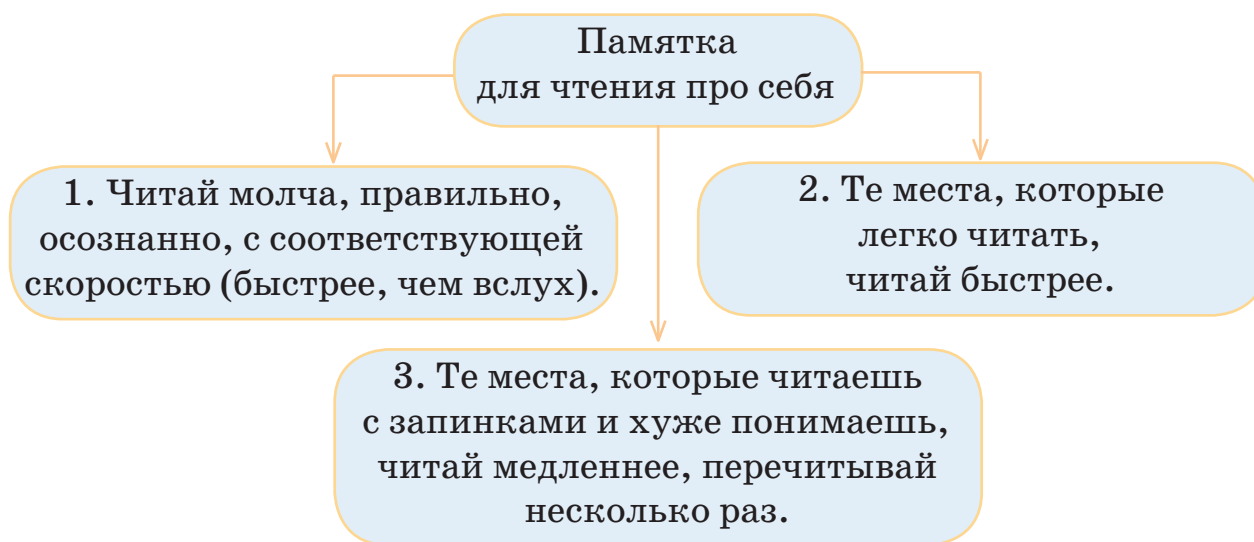 Памятка
для чтения про себя
1. Читай молча, правильно,
осознанно, с соответствующей
скоростью (быстрее, чем вслух).
2. Те места, которые
легко читать,
читай быстрее.
3. Те места, которые читаешь
с запинками и хуже понимаешь,
читай медленнее, перечитывай
несколько раз.